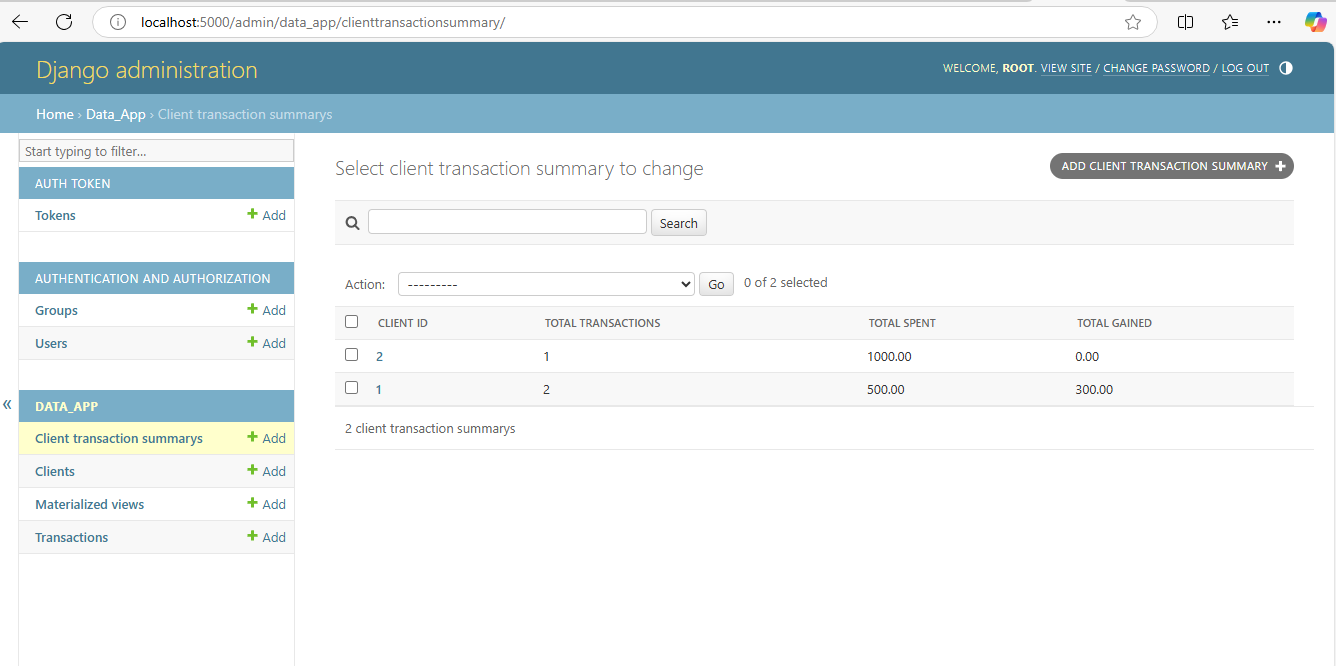 localhost:5000/admin/data_app/clienttransactionsummary/
Django administration
WELCOME, ROOT. VIEW SITE / CHANGE PASSWORD / LOG OUT
Home › Data_App › Client transaction summarys
Start typing to filter...
AUTH TOKEN
Tokens + Add
AUTHENTICATION AND AUTHORIZATION
Groups + Add
Users + Add
«
DATA_APP
Client transaction summarys + Add
Clients + Add
Materialized views + Add
Transactions + Add
Select client transaction summary to change
ADD CLIENT TRANSACTION SUMMARY +
Search
Action: --------- Go 0 of 2 selected
CLIENT ID TOTAL TRANSACTIONS TOTAL SPENT TOTAL GAINED
2 1 1000.00 0.00
1 2 500.00 300.00
2 client transaction summarys